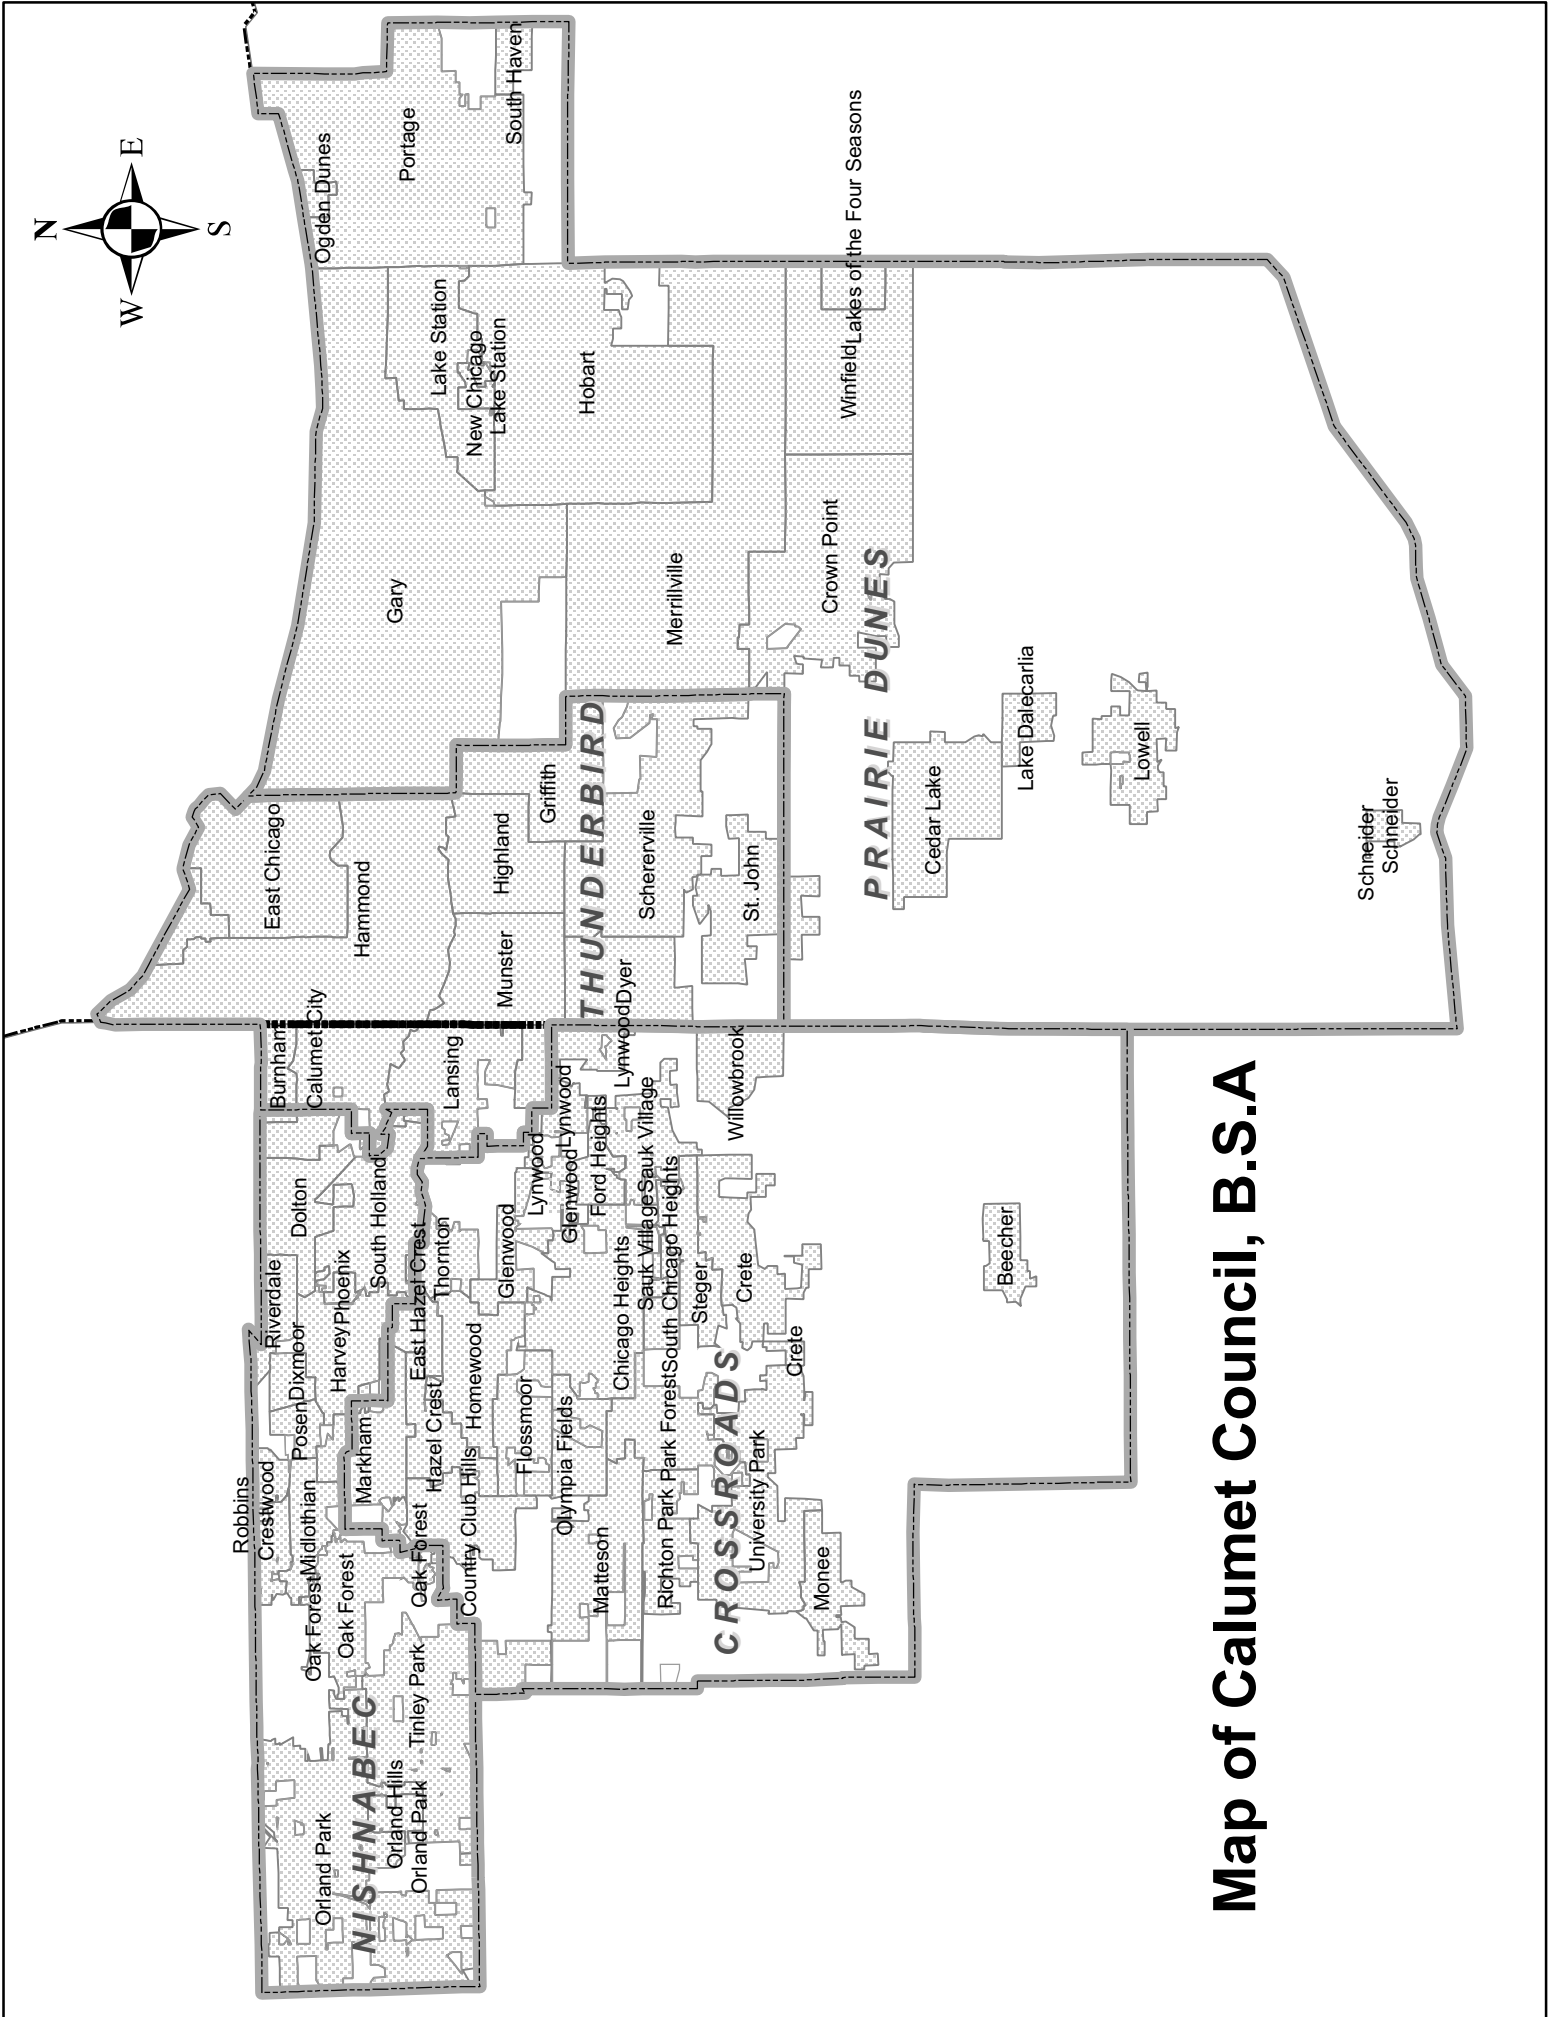 N
W
E
S
Robbins
Crestwood
Riverdale
Burnham
East Chicago
Orland Park
Oak Forest
Midlothian
Posen
Dixmoor
Dolton
Calumet City
Ogden Dunes
Oak Forest
Harvey
Phoenix
NISHNABEC
Markham
South Holland
Hammond
Gary
Portage
Orland Hills
Orland Park
Tinley Park
Oak Forest
East Hazel Crest
Hazel Crest
Thornton
Lansing
Lake Station
Country Club Hills
Homewood
New Chicago
Lake Station
Glenwood
Munster
Highland
South Haven
Flossmoor
Lynwood
Griffith
Olympia Fields
Glenwood
Lynwood
Hobart
THUNDERBIRD
Matteson
Ford Heights
Chicago Heights
Lynwood
Dyer
Sauk Village
Sauk Village
Schererville
Merrillville
Richton Park
Park Forest
South Chicago Heights
Steger
CROSSROADS
Willowbrook
University Park
Crete
St. John
Crete
Monee
Crown Point
Winfield
Lakes of the Four Seasons
PRAIRIE DUNES
Cedar Lake
Beecher
Lake Dalecarlia
Lowell
Schneider
Schneider
Map of Calumet Council, B.S.A